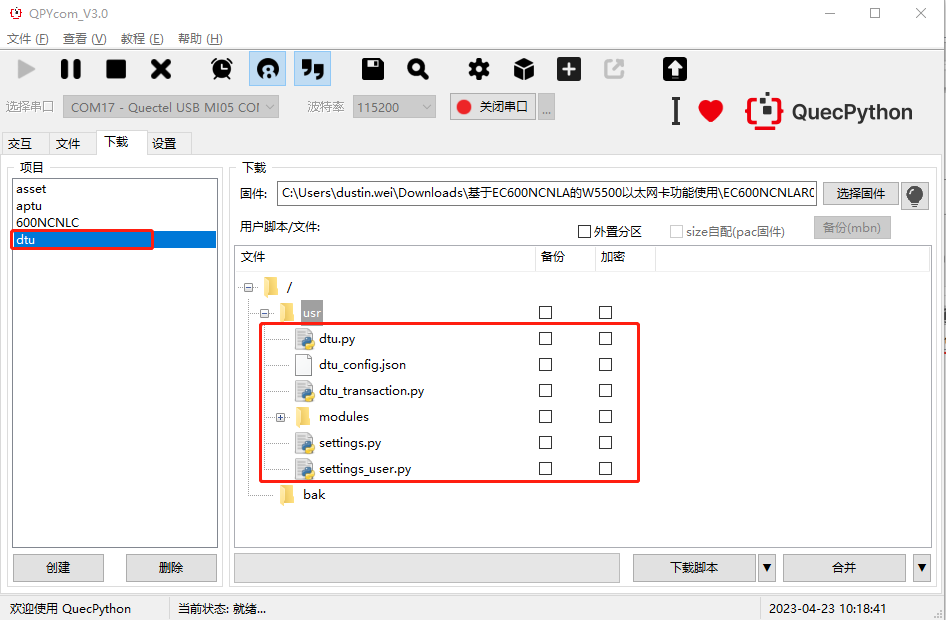 QPYcom_V3.0
文件 (F) 查看 (V) 教程 (E) 帮助 (H)
选择串口 COM17 - Quectel USB MI05 COM 波特率 115200 关闭串口 ...
QuecPython
交互 文件 下载 设置
项目
asset
aptu
600NCNLC
dtu
创建 删除
下载
固件: C:\Users\dustin.wei\Downloads\基于EC600NCNLA的W5500以太网卡功能使用\EC600NCNLAR0 选择固件
用户脚本/文件: 外置分区 size自配(pac固件) 备份(mbn)
文件 备份 加密
/
usr
dtu.py
dtu_config.json
dtu_transaction.py
modules
settings.py
settings_user.py
bak
下载脚本 合并
欢迎使用 QuecPython 当前状态: 就绪... 2023-04-23 10:18:41